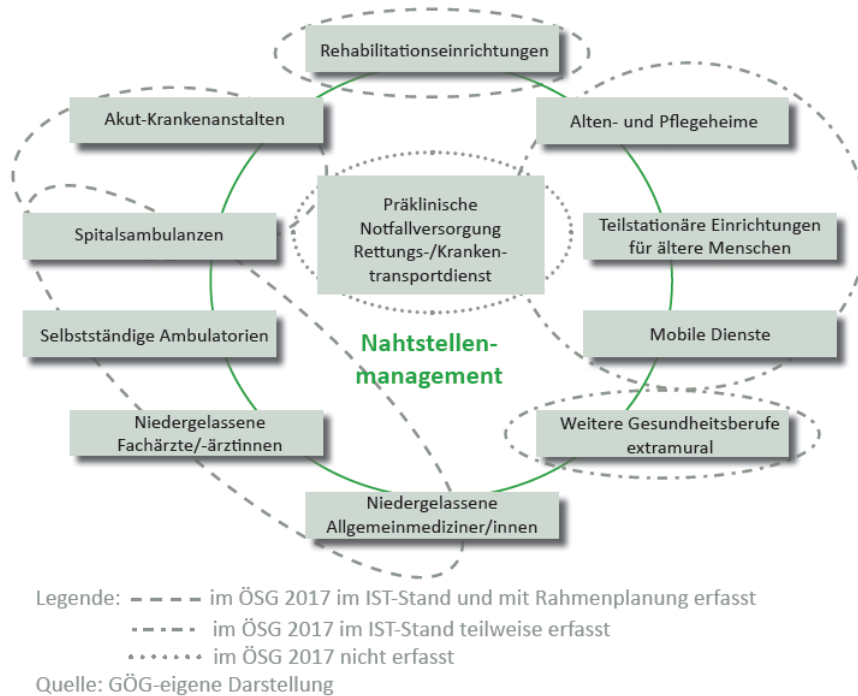 Rehabilitationseinrichtungen
Akut-Krankenanstalten
Alten- und Pflegeheime
Präklinische
Notfallversorgung
Rettungs-/Kranken-
transportdienst
Spitalsambulanzen
Teilstationäre Einrichtungen
für ältere Menschen
Selbstständige Ambulatorien
Nahtstellen-
management
Mobile Dienste
Niedergelassene
Fachärzte/-ärztinnen
Weitere Gesundheitsberufe
extramural
Niedergelassene
Allgemeinmediziner/innen
Legende: im ÖSG 2017 im IST-Stand und mit Rahmenplanung erfasst
im ÖSG 2017 im IST-Stand teilweise erfasst
im ÖSG 2017 nicht erfasst
Quelle: GÖG-eigene Darstellung